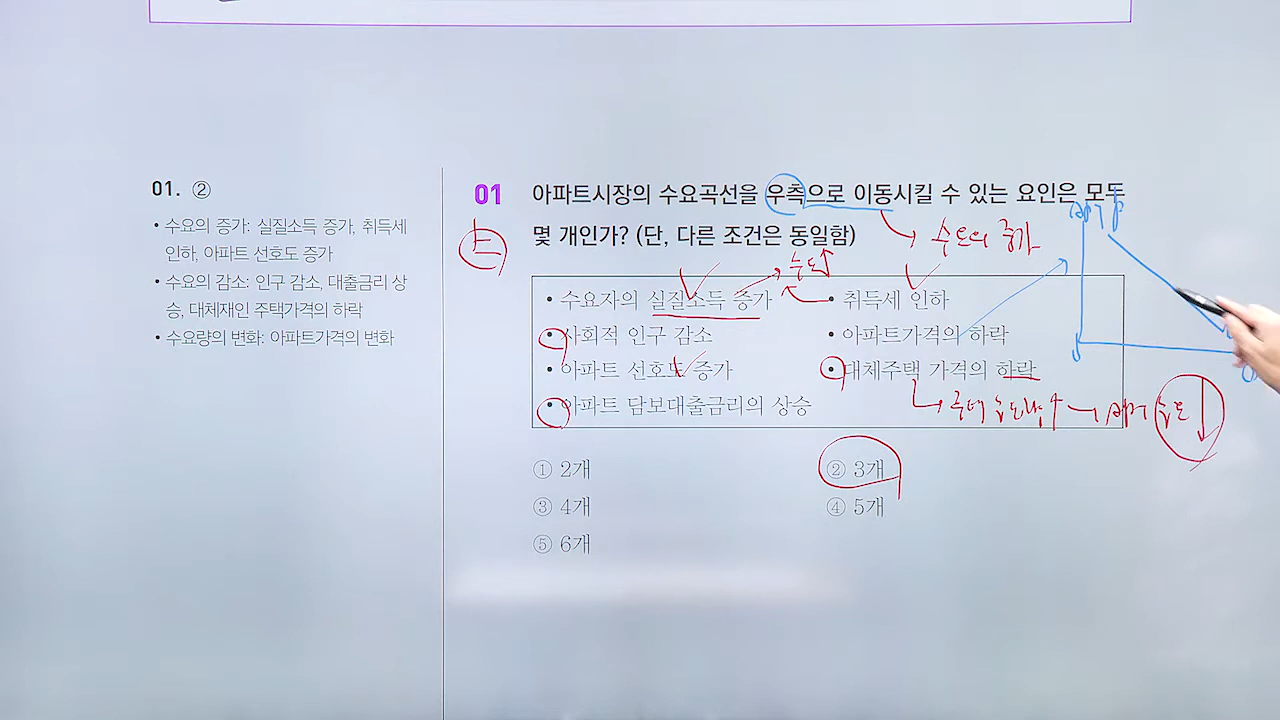 01. ②
• 수요의 증가: 실질소득 증가, 취득세
인하, 아파트 선호도 증가
• 수요의 감소: 인구 감소, 대출금리 상
승, 대체재인 주택가격의 하락
• 수요량의 변화: 아파트가격의 변화
01 아파트시장의 수요곡선을 우측으로 이동시킬 수 있는 요인은 모두
몇 개인가? (단, 다른 조건은 동일함)
수요의 증가
수요↑
• 수요자의 실질소득 증가 • 취득세 인하
• 사회적 인구 감소 • 아파트가격의 하락
• 아파트 선호도 증가 • 대체주택 가격의 하락
• 아파트 담보대출금리의 상승
① 2개 ② 3개
③ 4개 ④ 5개
⑤ 6개